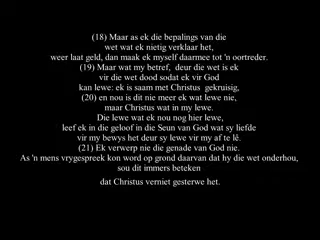 (18) Maar as ek die bepalings van die
wet wat ek nietig verklaar het,
weer laat geld, dan maak ek myself daarmee tot 'n oortreder.
(19) Maar wat my betref, deur die wet is ek
vir die wet dood sodat ek vir God
kan lewe: ek is saam met Christus gekruisig,
(20) en nou is dit nie meer ek wat lewe nie,
maar Christus wat in my lewe.
Die lewe wat ek nou nog hier lewe,
leef ek in die geloof in die Seun van God wat sy liefde
vir my bewys het deur sy lewe vir my af te lê.
(21) Ek verwerp nie die genade van God nie.
As 'n mens vrygespreek kon word op grond daarvan dat hy die wet onderhou,
sou dit immers beteken
dat Christus verniet gesterwe het.